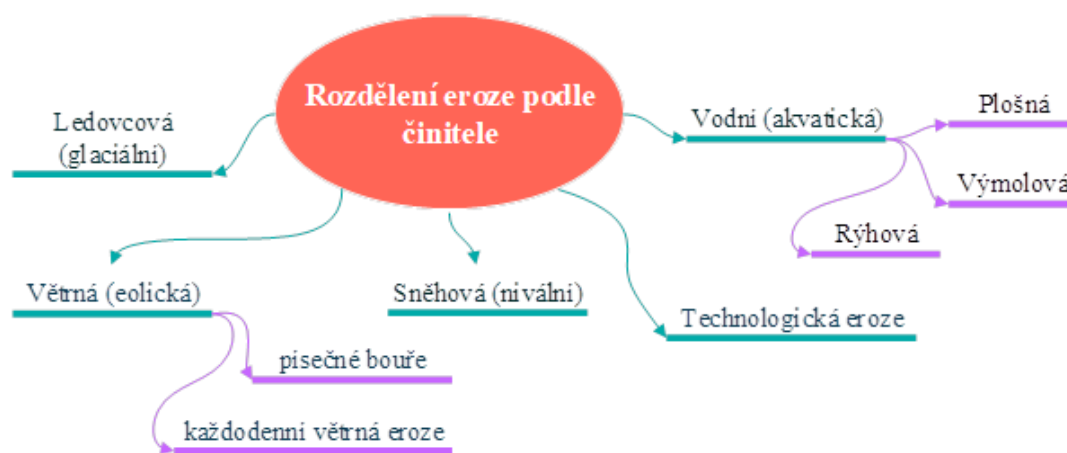 Rozdělení eroze podle
činitele
Ledovcová
(glaciální)
Vodní (akvatická)
Plošná
Výmolová
Rýhová
Větrná (eolická)
Sněhová (nivální)
Technologická eroze
písečné bouře
každodenní větrná eroze